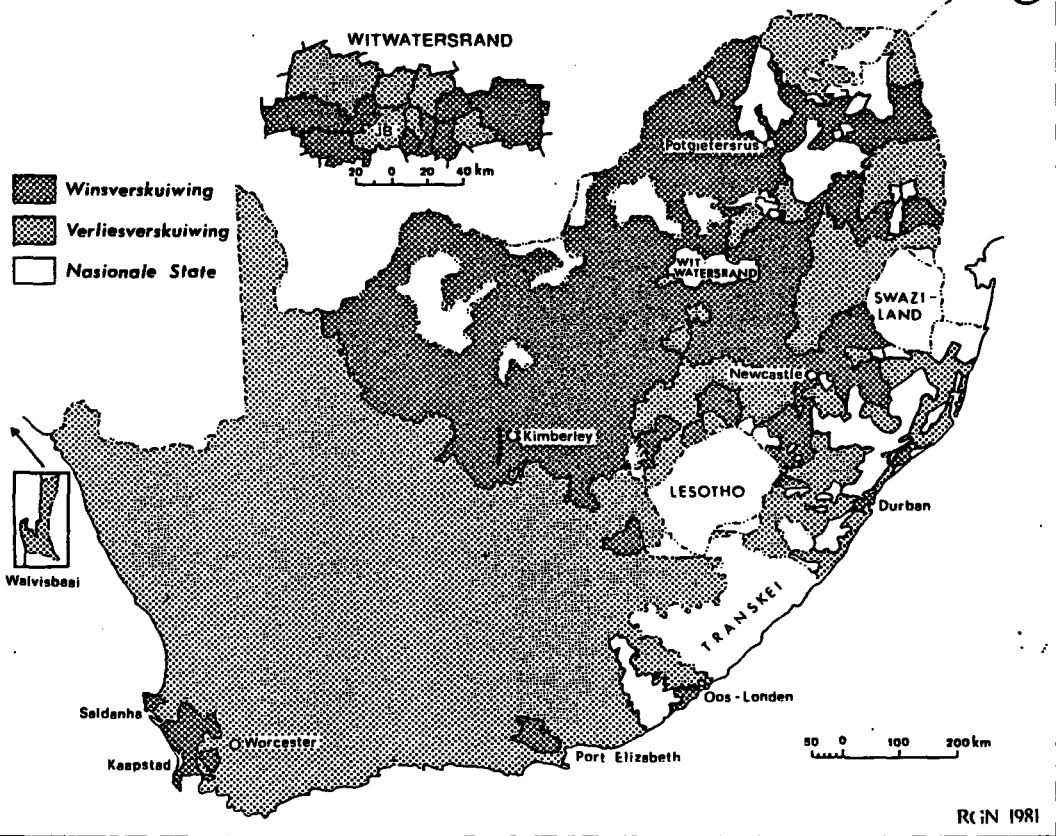 WITWATERSRAND
JB
20 0 20 40 km
Winsverskuiwing
Verliesverskuiwing
Nasionale State
Potgietersrus
WIT
WATERSRAND
SWAZI-
LAND
Newcastle
Kimberley
LESOTHO
Durban
Walvisbaai
TRANSKEI
Oos-Londen
Saldanha
Worcester
Kaapstad
Port Elizabeth
50 0 100 200 km
RGN 1981